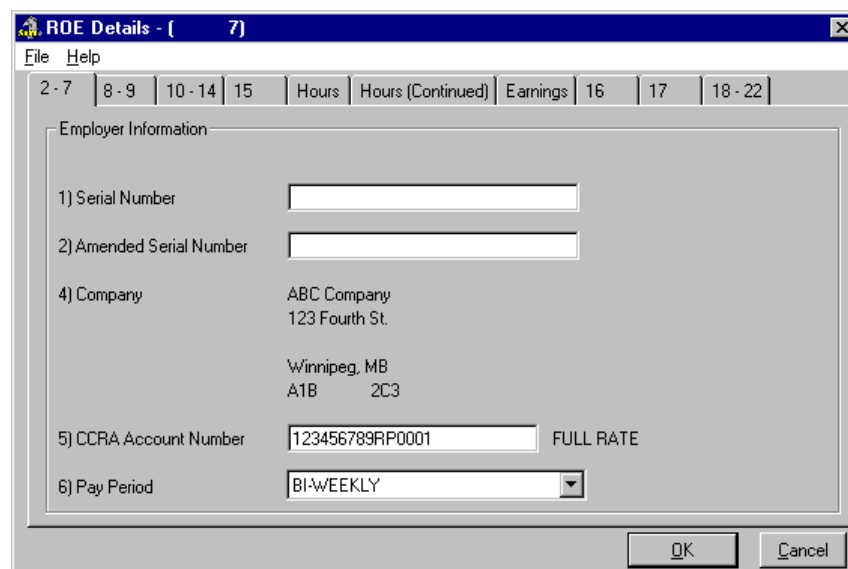 ROE Details - ( 7)
File Help
2 - 7 8 - 9 10 - 14 15 Hours Hours (Continued) Earnings 16 17 18 - 22
Employer Information
1) Serial Number
2) Amended Serial Number
4) Company ABC Company
123 Fourth St.
Winnipeg, MB
A1B 2C3
5) CCRA Account Number 123456789RP0001 FULL RATE
6) Pay Period BI-WEEKLY
OK Cancel